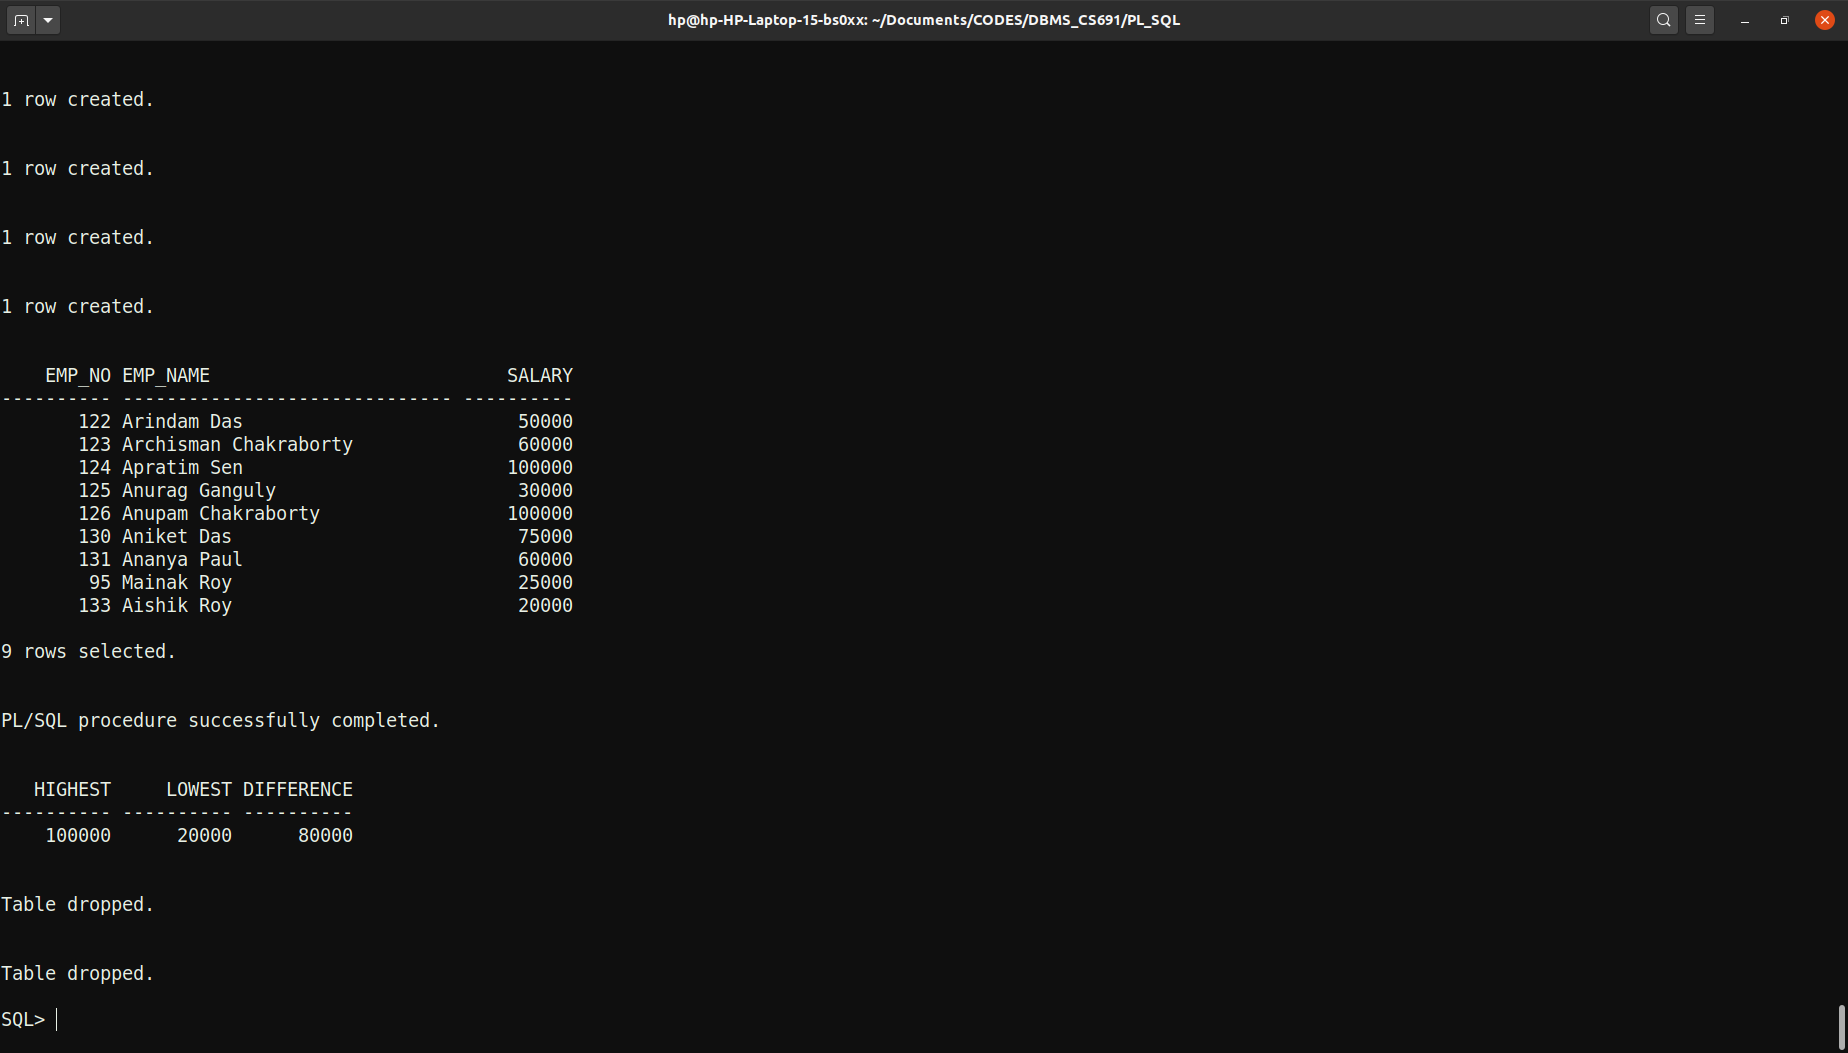 hp@hp-HP-Laptop-15-bs0xx: ~/Documents/CODES/DBMS_CS691/PL_SQL
1 row created.
1 row created.
1 row created.
1 row created.
    EMP_NO EMP_NAME                           SALARY
---------- ------------------------------ ----------
       122 Arindam Das                         50000
       123 Archisman Chakraborty               60000
       124 Apratim Sen                        100000
       125 Anurag Ganguly                      30000
       126 Anupam Chakraborty                 100000
       130 Aniket Das                          75000
       131 Ananya Paul                         60000
        95 Mainak Roy                          25000
       133 Aishik Roy                          20000
9 rows selected.
PL/SQL procedure successfully completed.
   HIGHEST     LOWEST DIFFERENCE
---------- ---------- ----------
    100000      20000      80000
Table dropped.
Table dropped.
SQL>